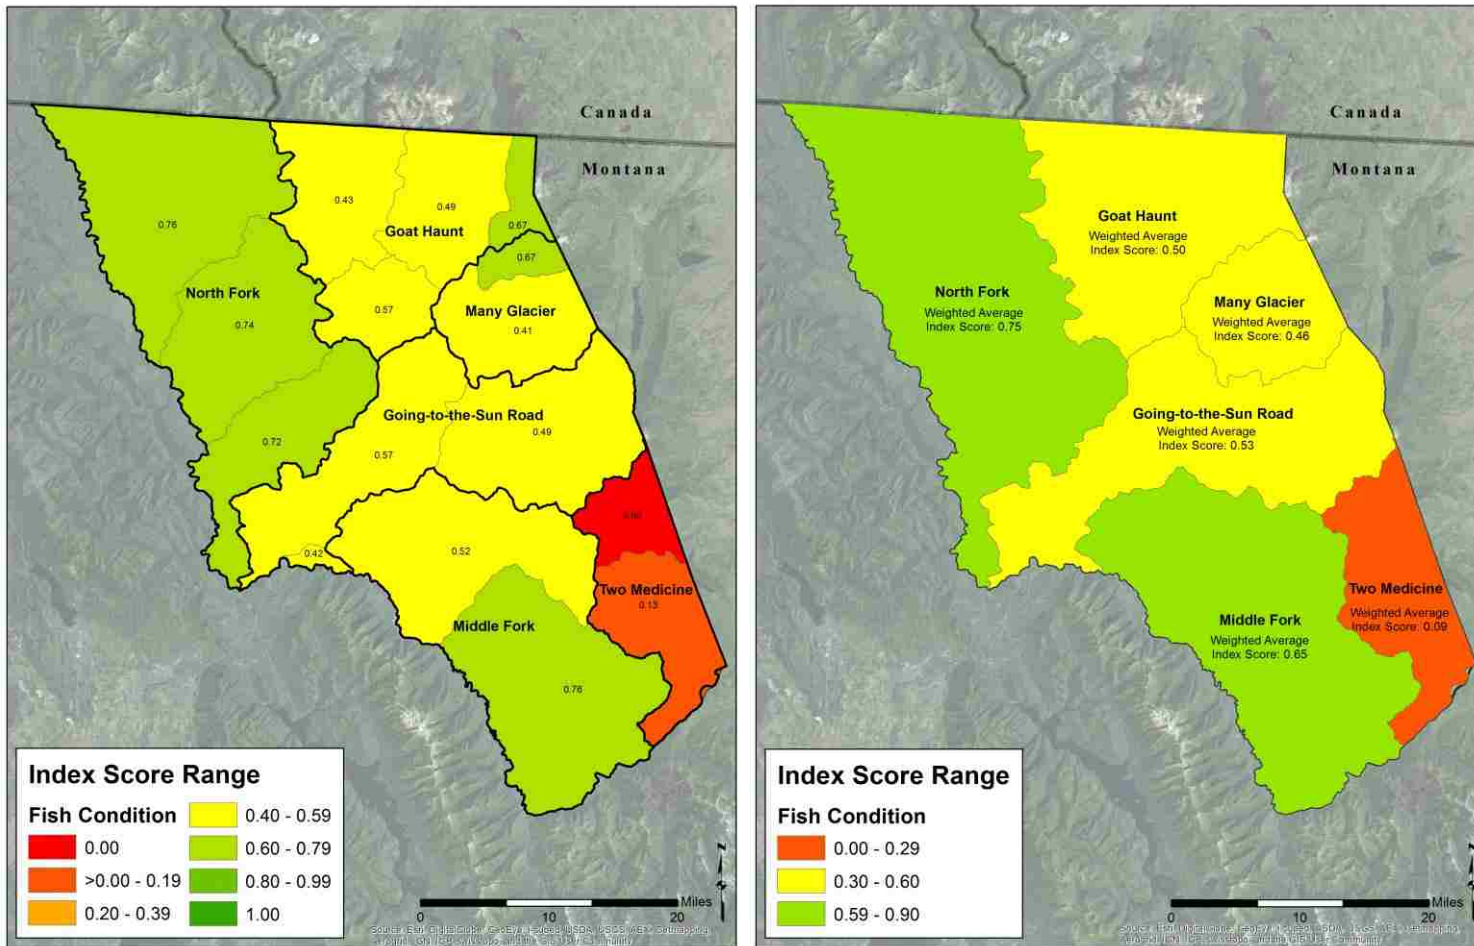 Canada
Montana
0.76
0.43
0.49
Goat Haunt
0.67
0.67
North Fork
0.74
0.57
Many Glacier
0.41
Going-to-the-Sun Road
0.49
0.72
0.57
0.42
0.52
Two Medicine
0.13
Middle Fork
0.76
Index Score Range
Fish Condition
0.00
>0.00 - 0.19
0.20 - 0.39
0.40 - 0.59
0.60 - 0.79
0.80 - 0.99
1.00
N
Miles
0 10 20
Canada
Montana
Goat Haunt
Weighted Average
Index Score: 0.50
North Fork
Weighted Average
Index Score: 0.75
Many Glacier
Weighted Average
Index Score: 0.46
Going-to-the-Sun Road
Weighted Average
Index Score: 0.53
Two Medicine
Weighted Average
Index Score: 0.09
Middle Fork
Weighted Average
Index Score: 0.65
Index Score Range
Fish Condition
0.00 - 0.29
0.30 - 0.60
0.59 - 0.90
N
Miles
0 10 20